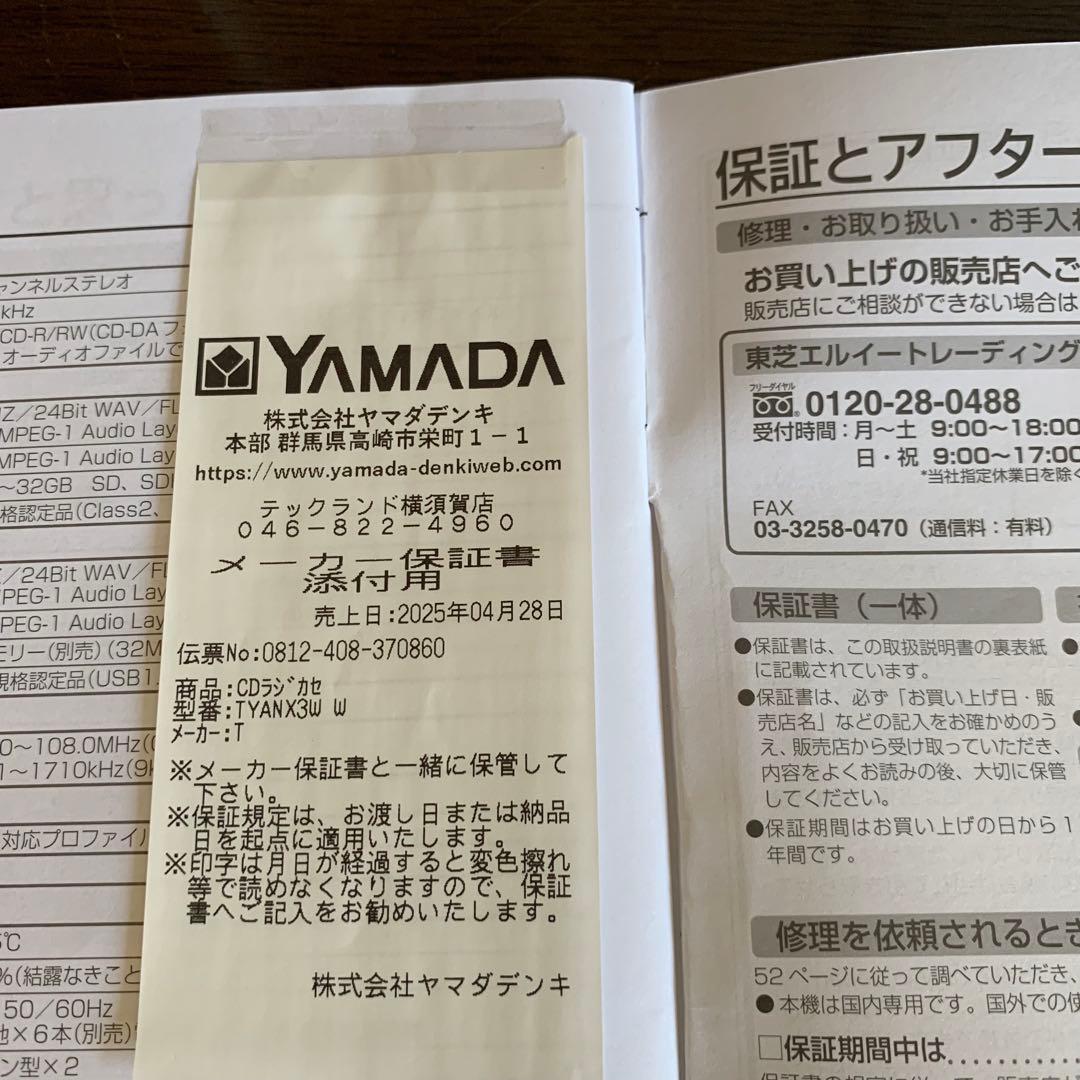 ャンネルステレオ
kHz
CD-R/RW(CD-DA フ
オーディオファイルで
Z/24Bit WAV/FL
MPEG-1 Audio Lay
MPEG-1 Audio Lay
～32GB SD、SD
格認定品(Class2、
/24Bit WAV/FL
PEG-1 Audio Lay
PEG-1 Audio Lay
モリー(別売)(32M
規格認定品(USB1.
0～108.0MHz(
1～1710kHz(9k
対応プロファイル
℃
%(結露なきこと
50/60Hz
池×6本(別売)
ン型×2
YAMADA
株式会社ヤマダデンキ
本部 群馬県高崎市栄町1-1
https://www.yamada-denkiweb.com
テックランド横須賀店
046-822-4960
メーカー保証書
添付用
売上日:2025年04月28日
伝票No:0812-408-370860
商品:CDラジカセ
型番:TYANX3W W
メーカー:T
※メーカー保証書と一緒に保管して
下さい。
※保証規定は、お渡し日または納品
日を起点に適用いたします。
※印字は月日が経過すると変色擦れ
等で読めなくなりますので、保証
書へご記入をお勧めいたします。
株式会社ヤマダデンキ
保証とアフター
修理・お取り扱い・お手入れ
お買い上げの販売店へご
販売店にご相談ができない場合は
東芝エルイートレーディング
フリーダイヤル
0120-28-0488
受付時間：月～土 9:00～18:00
日・祝 9:00～17:00
*当社指定休業日を除く
FAX
03-3258-0470（通信料：有料）
保証書（一体）
●保証書は、この取扱説明書の裏表紙
に記載されています。
●保証書は、必ず「お買い上げ日・販
売店名」などの記入をお確かめのう
え、販売店から受け取っていただき、
内容をよくお読みの後、大切に保管
してください。
●保証期間はお買い上げの日から1
年間です。
修理を依頼されるとき
52 ページに従って調べていただき、
●本機は国内専用です。国外での使
□保証期間中は